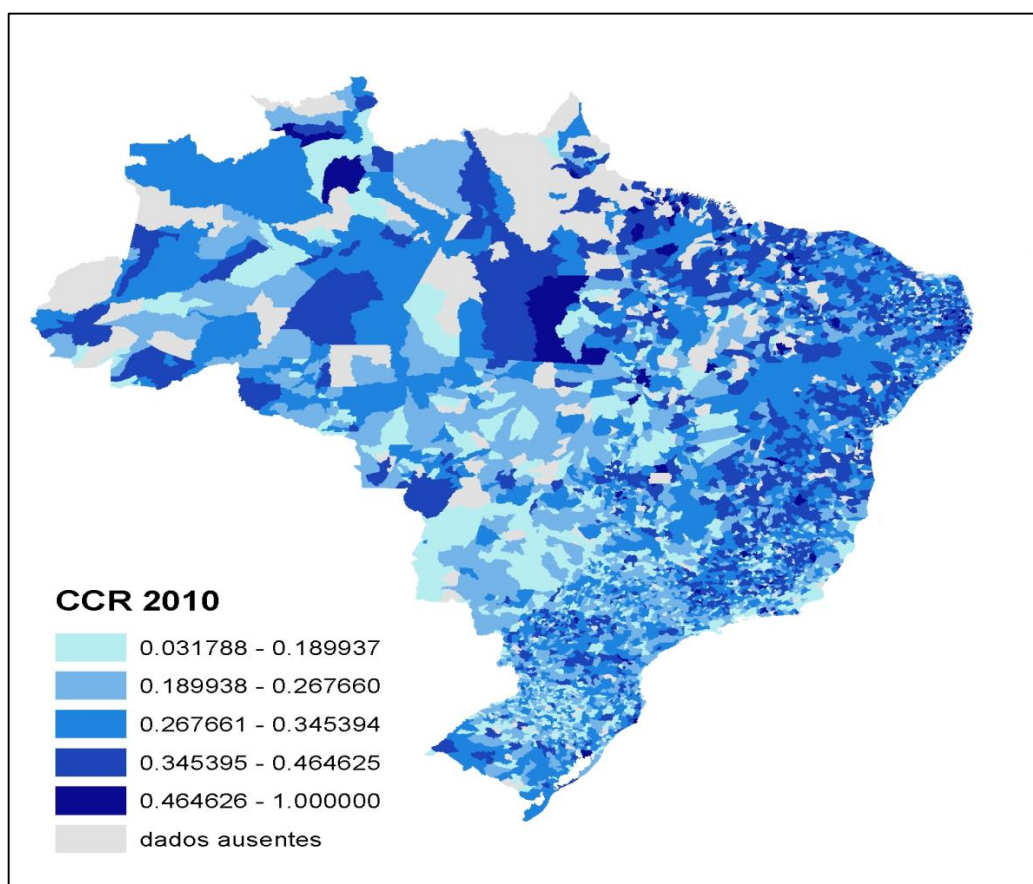 CCR 2010
0.031788 - 0.189937
0.189938 - 0.267660
0.267661 - 0.345394
0.345395 - 0.464625
0.464626 - 1.000000
dados ausentes